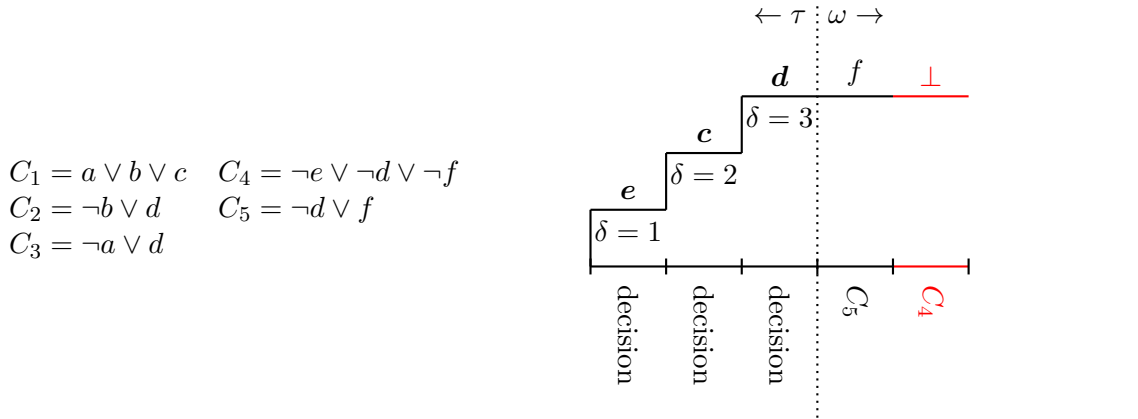 ← τ ω →
d f ⊥
δ = 3
c
C₁ = a ∨ b ∨ c C₄ = ¬e ∨ ¬d ∨ ¬f
δ = 2
e
C₂ = ¬b ∨ d C₅ = ¬d ∨ f
δ = 1
C₃ = ¬a ∨ d
decision
decision
decision
C₅
C₄